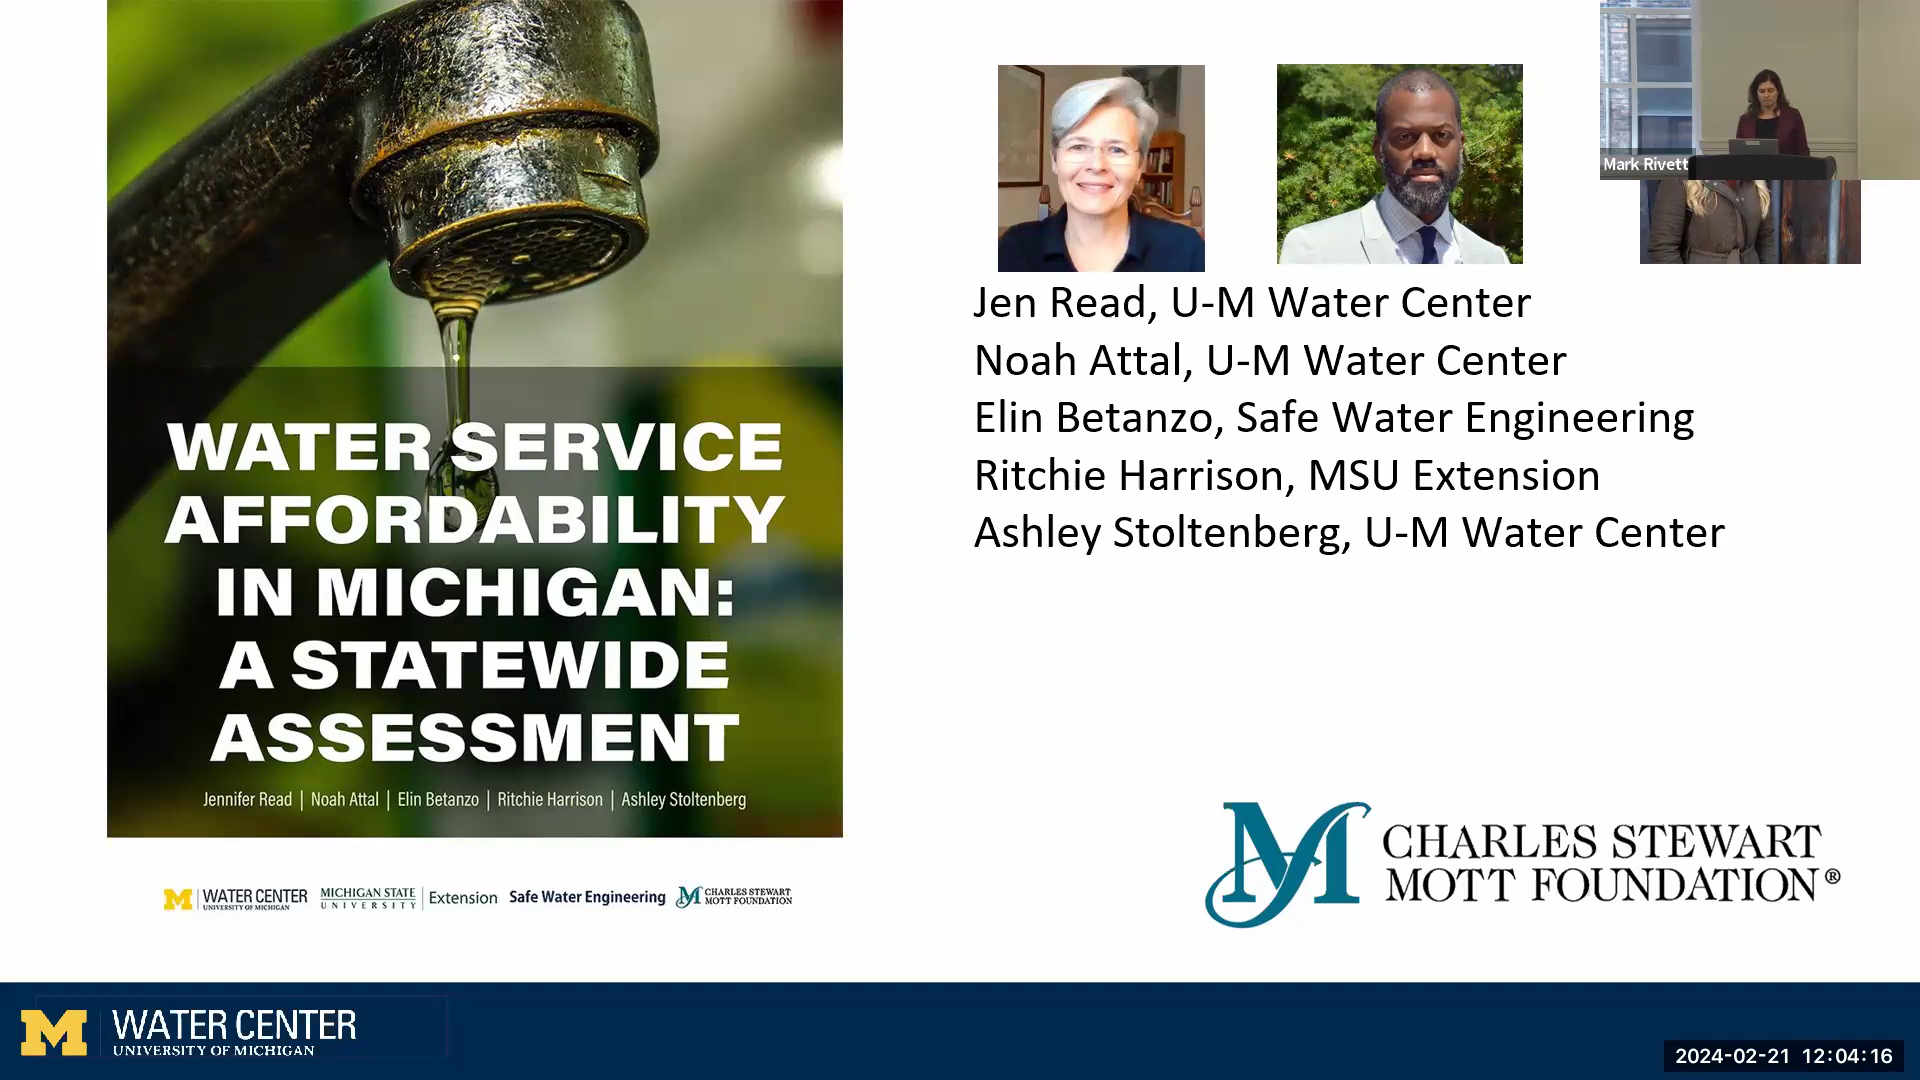 WATER SERVICE
AFFORDABILITY
IN MICHIGAN:
A STATEWIDE
ASSESSMENT
Jennifer Read | Noah Attal | Elin Betanzo | Ritchie Harrison | Ashley Stoltenberg
M WATER CENTER
UNIVERSITY OF MICHIGAN
MICHIGAN STATE
UNIVERSITY
Extension
Safe Water Engineering
CHARLES STEWART
MOTT FOUNDATION
Mark Rivett
Jen Read, U-M Water Center
Noah Attal, U-M Water Center
Elin Betanzo, Safe Water Engineering
Ritchie Harrison, MSU Extension
Ashley Stoltenberg, U-M Water Center
M CHARLES STEWART
MOTT FOUNDATION®
M WATER CENTER
UNIVERSITY OF MICHIGAN
2024-02-21 12:04:16